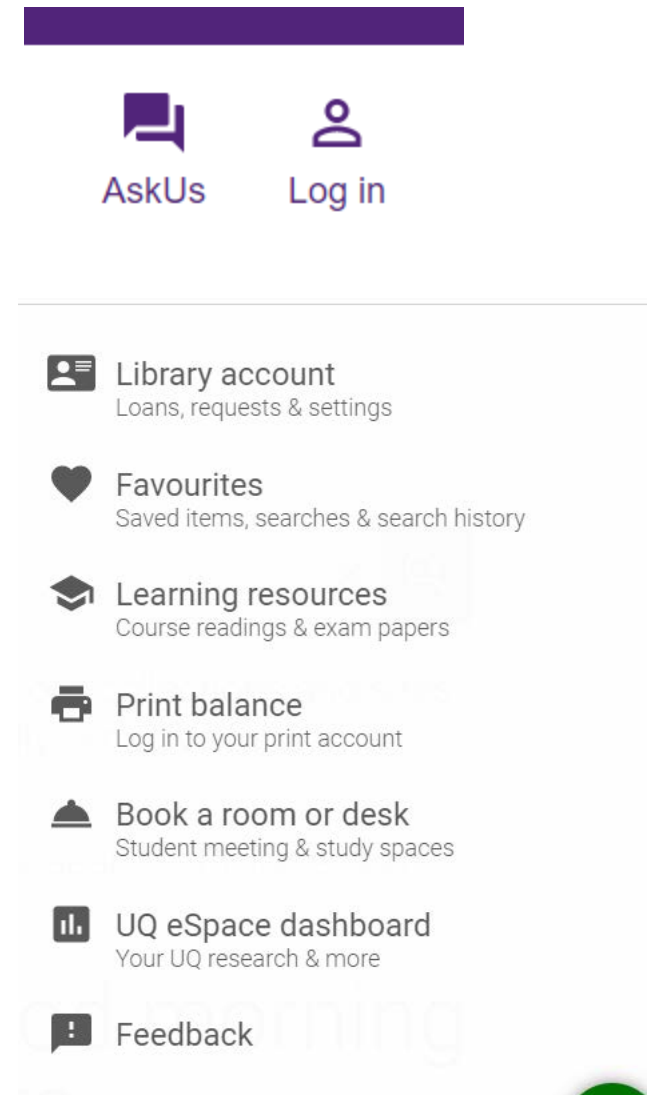 AskUs
Log in
Library account
Loans, requests & settings
Favourites
Saved items, searches & search history
Learning resources
Course readings & exam papers
Print balance
Log in to your print account
Book a room or desk
Student meeting & study spaces
UQ eSpace dashboard
Your UQ research & more
morning
Feedback